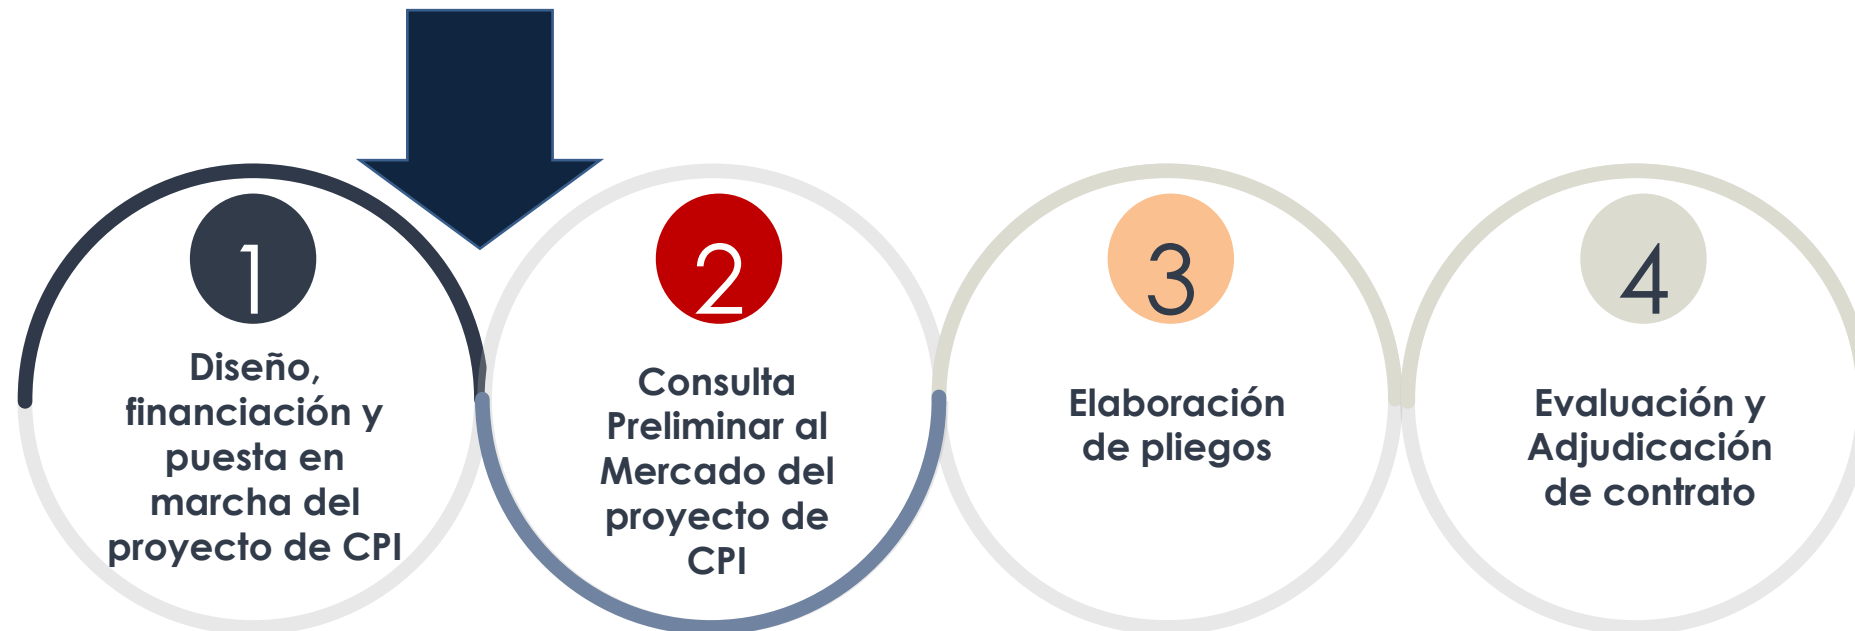 1
Diseño,
financiación y
puesta en
marcha del
proyecto de CPI
2
Consulta
Preliminar al
Mercado del
proyecto de
CPI
3
Elaboración
de pliegos
4
Evaluación y
Adjudicación
de contrato